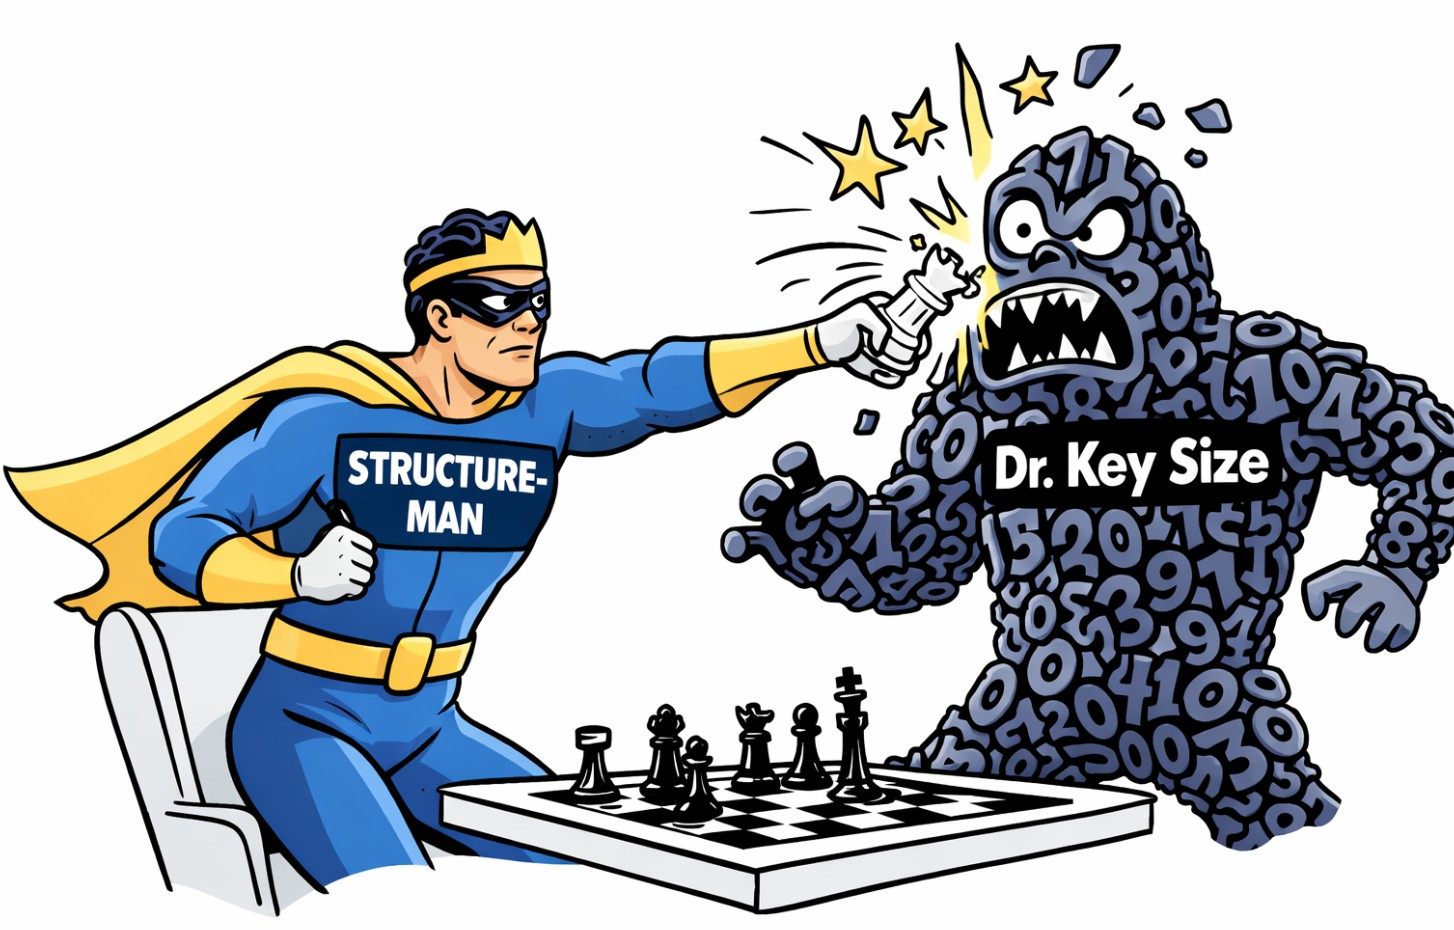 STRUCTURE-
MAN
Dr. Key Size